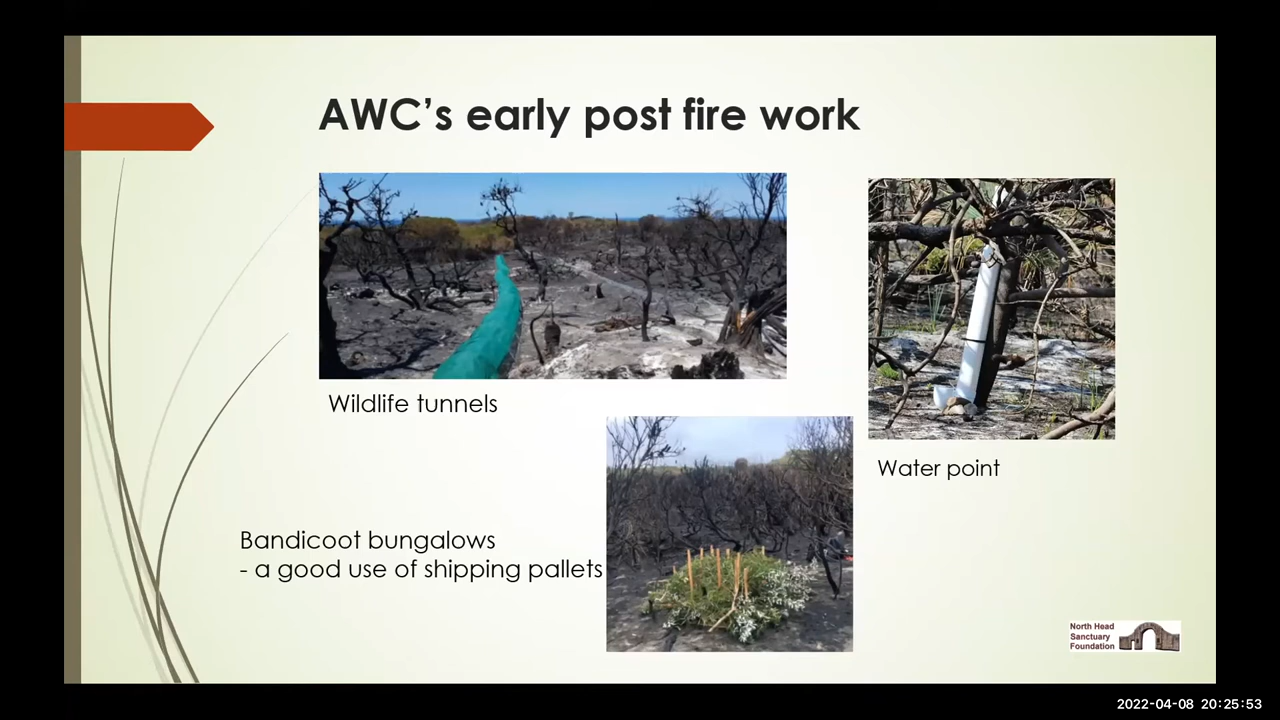 AWC’s early post fire work
Wildlife tunnels
Water point
Bandicoot bungalows
- a good use of shipping pallets
North Head
Sanctuary
Foundation
2022-04-08 20:25:53